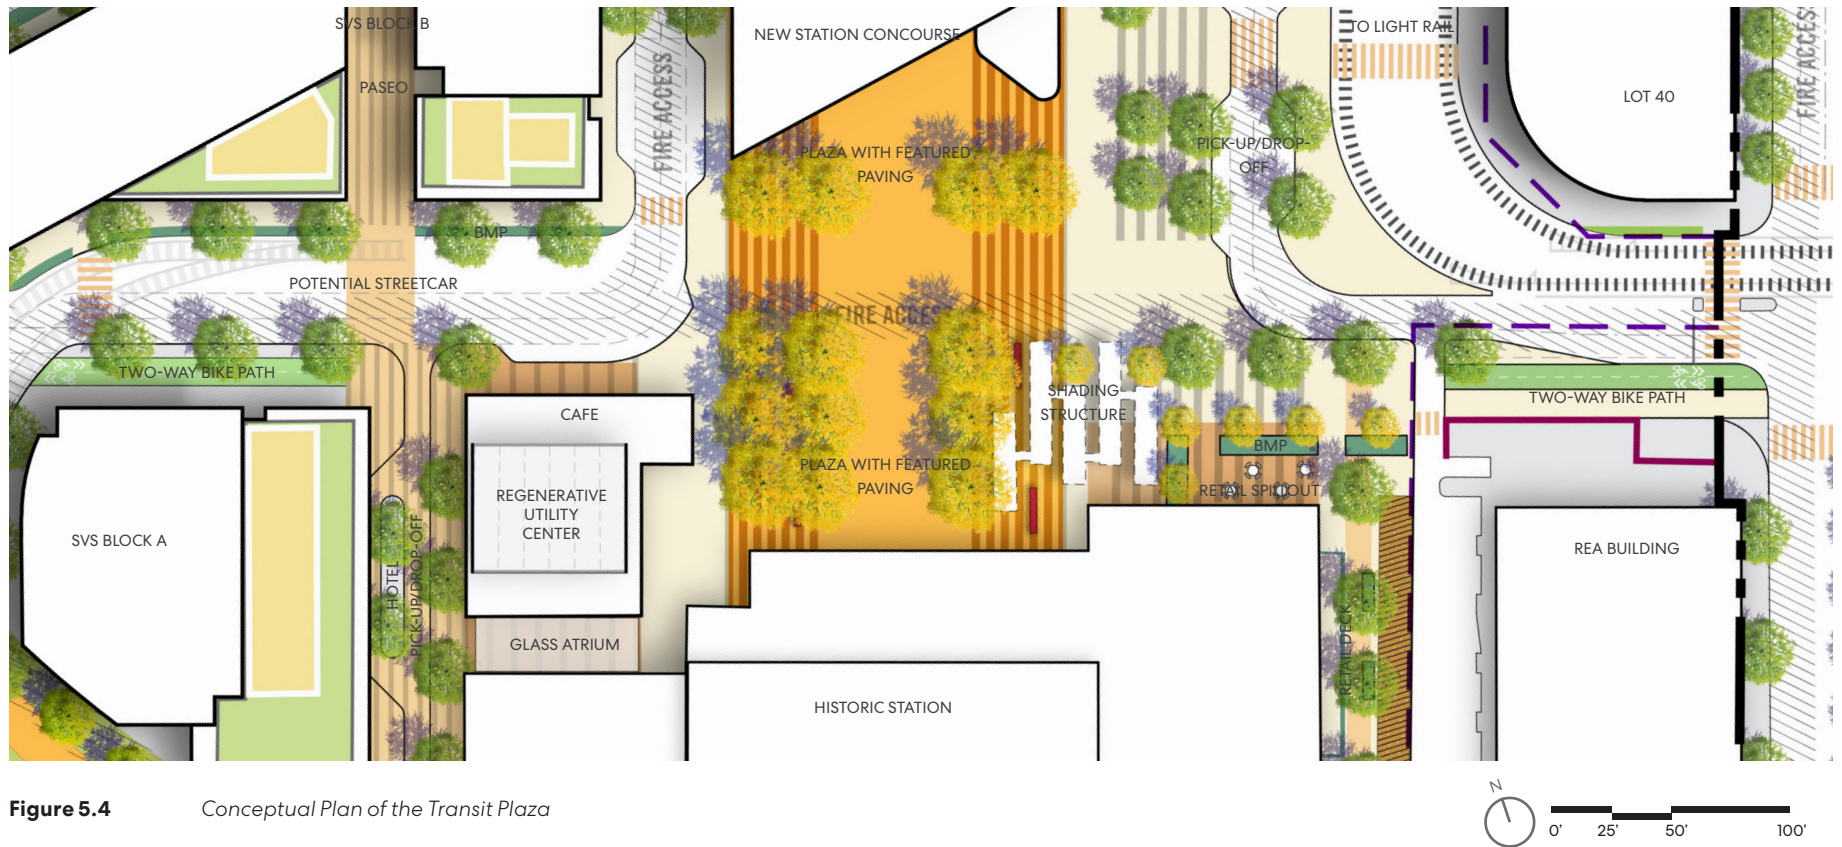 SVS BLOCK B
NEW STATION CONCOURSE
TO LIGHT RAIL
FIRE ACCESS
PASEO
FIRE ACCESS
LOT 40
PLAZA WITH FEATURED
PAVING
PICK-UP/DROP-
OFF
BMP
POTENTIAL STREETCAR
FIRE ACCESS
TWO-WAY BIKE PATH
SHADING
STRUCTURE
TWO-WAY BIKE PATH
CAFE
PLAZA WITH FEATURED
PAVING
BMP
RETAIL SPILLOUT
REGENERATIVE
UTILITY
CENTER
SVS BLOCK A
HOTEL
PICK-UP/DROP-OFF
REA BUILDING
GLASS ATRIUM
RETAIL DECK
HISTORIC STATION
Figure 5.4 Conceptual Plan of the Transit Plaza
N
0' 25' 50' 100'